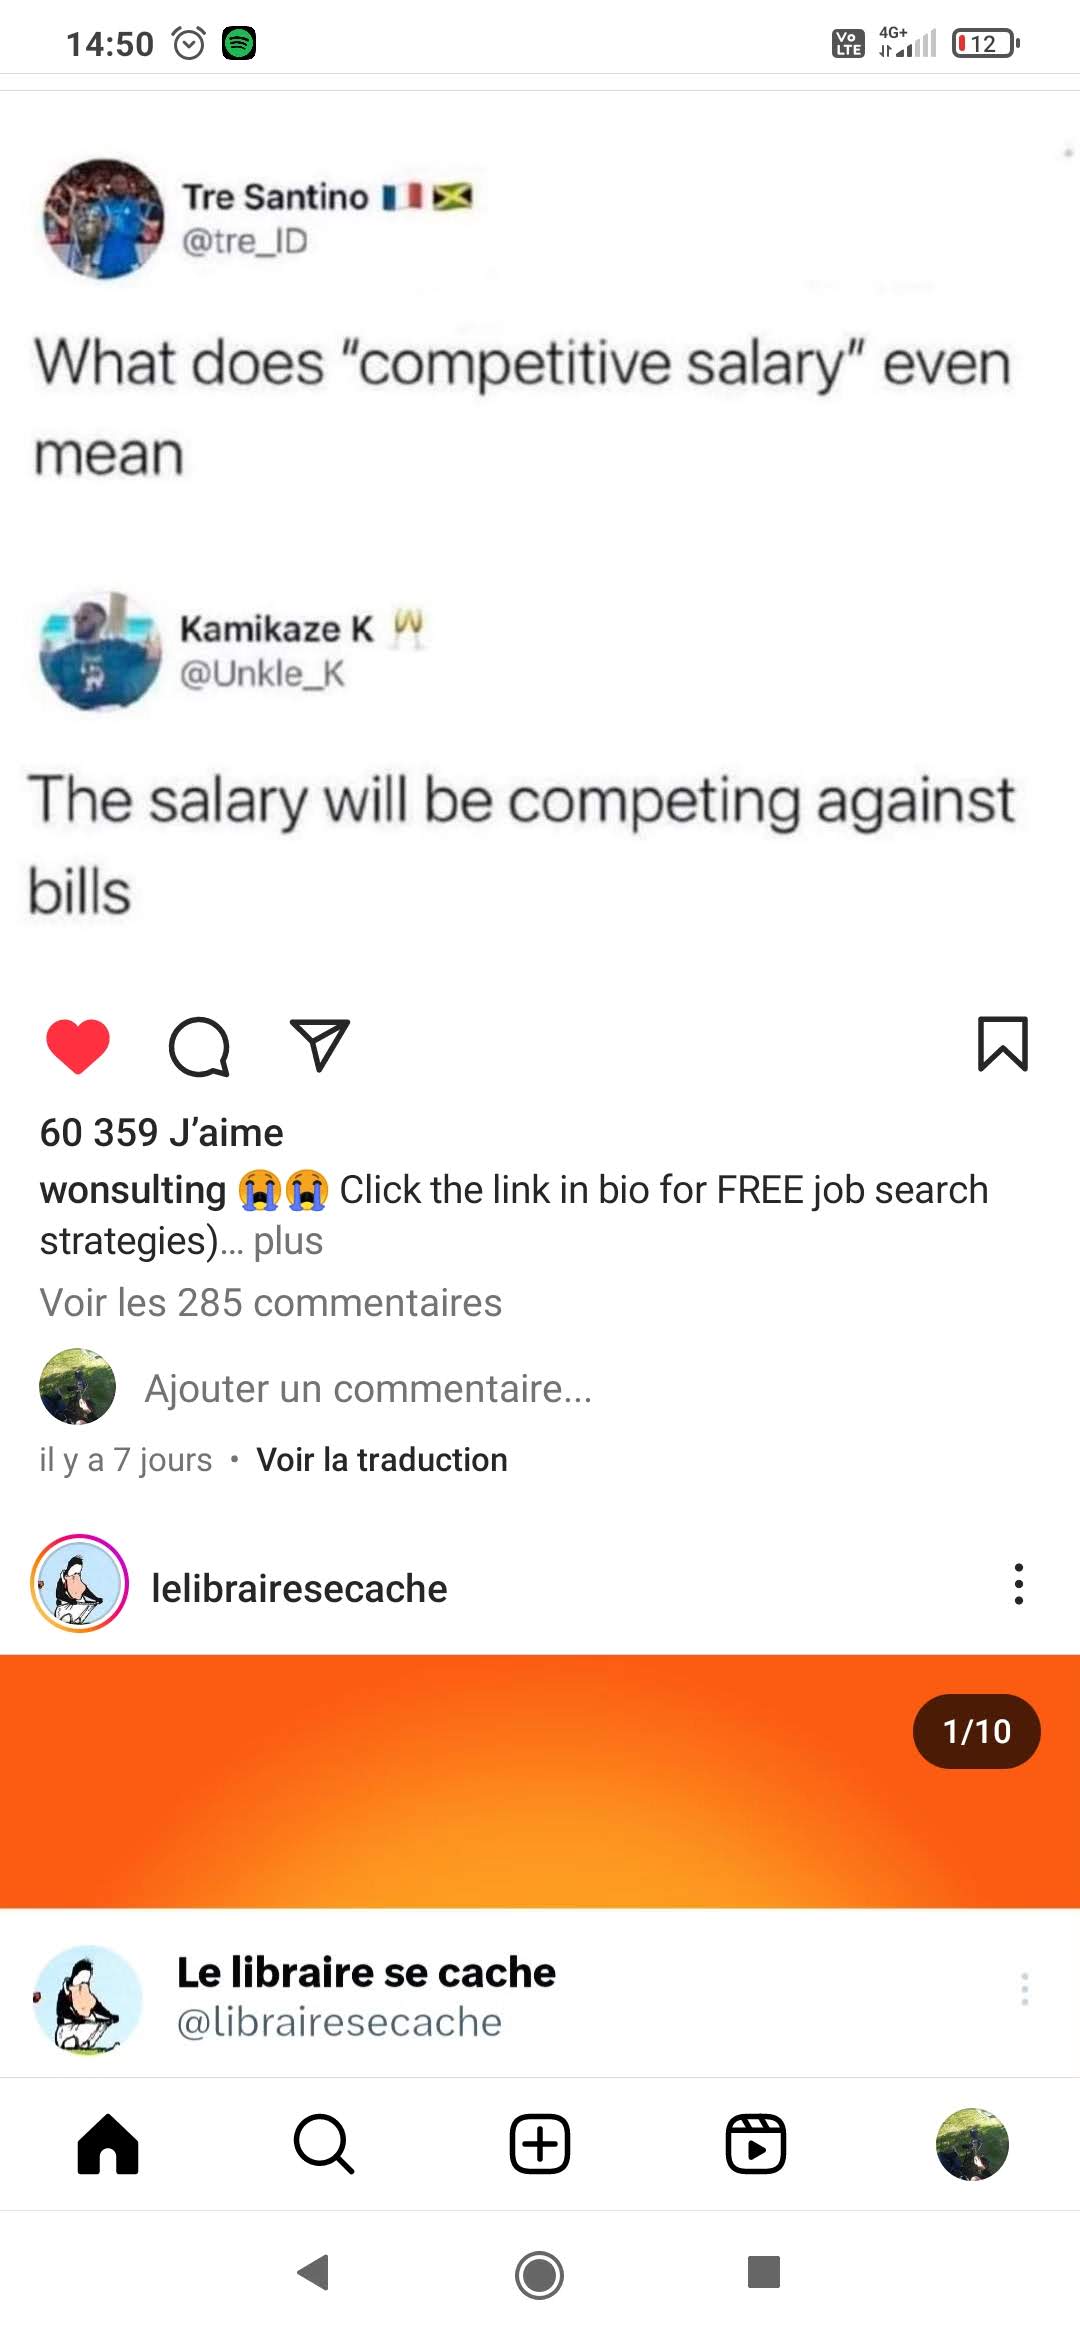 14:50
Vo LTE 4G+ 12
Tre Santino 🇫🇷 🇯🇲
@tre_ID
What does "competitive salary" even
mean
Kamikaze K 🥂
@Unkle_K
The salary will be competing against
bills
60 359 J’aime
wonsulting 😭😭 Click the link in bio for FREE job search
strategies)... plus
Voir les 285 commentaires
Ajouter un commentaire...
il y a 7 jours • Voir la traduction
lelibrairesecache
1/10
Le libraire se cache
@librairesecache